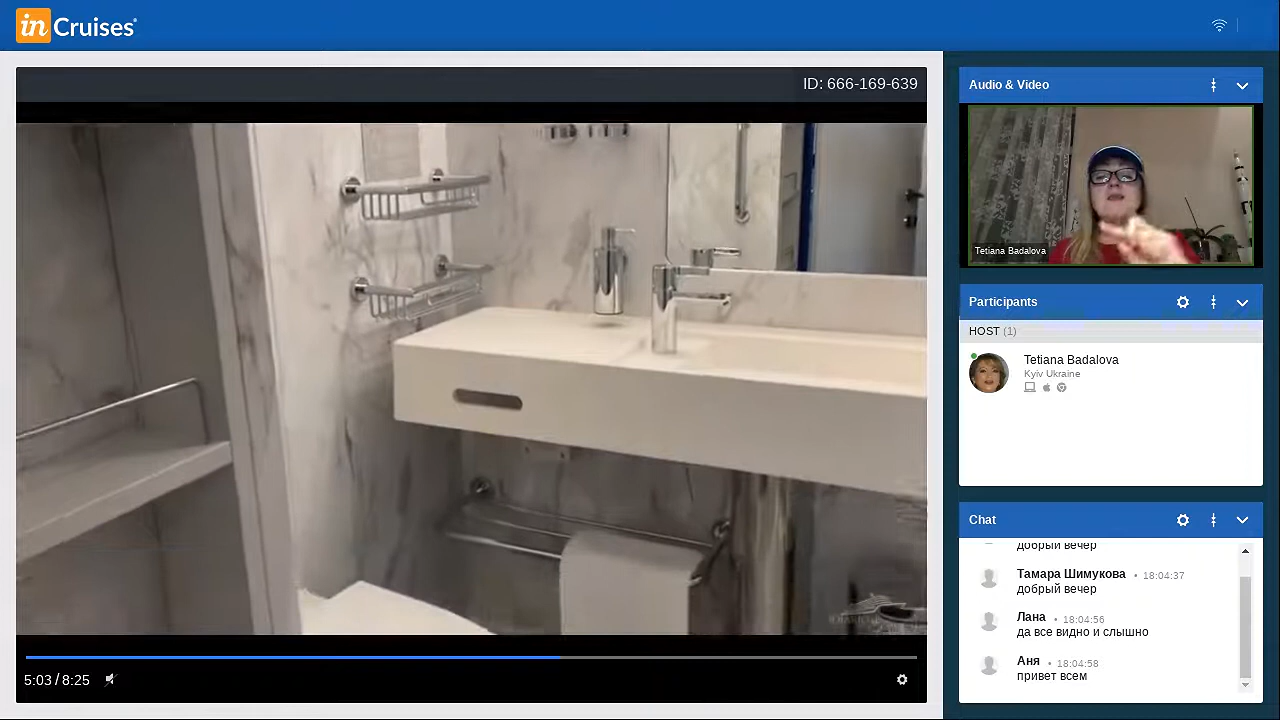 in Cruises
ID: 666-169-639
Audio & Video
Tetiana Badalova
Participants
HOST (1)
Tetiana Badalova
Kyiv Ukraine
Chat
добрый вечер
Тамара Шимукова • 18:04:37
добрый вечер
Лана • 18:04:56
да все видно и слышно
Аня • 18:04:58
привет всем
5:03 / 8:25